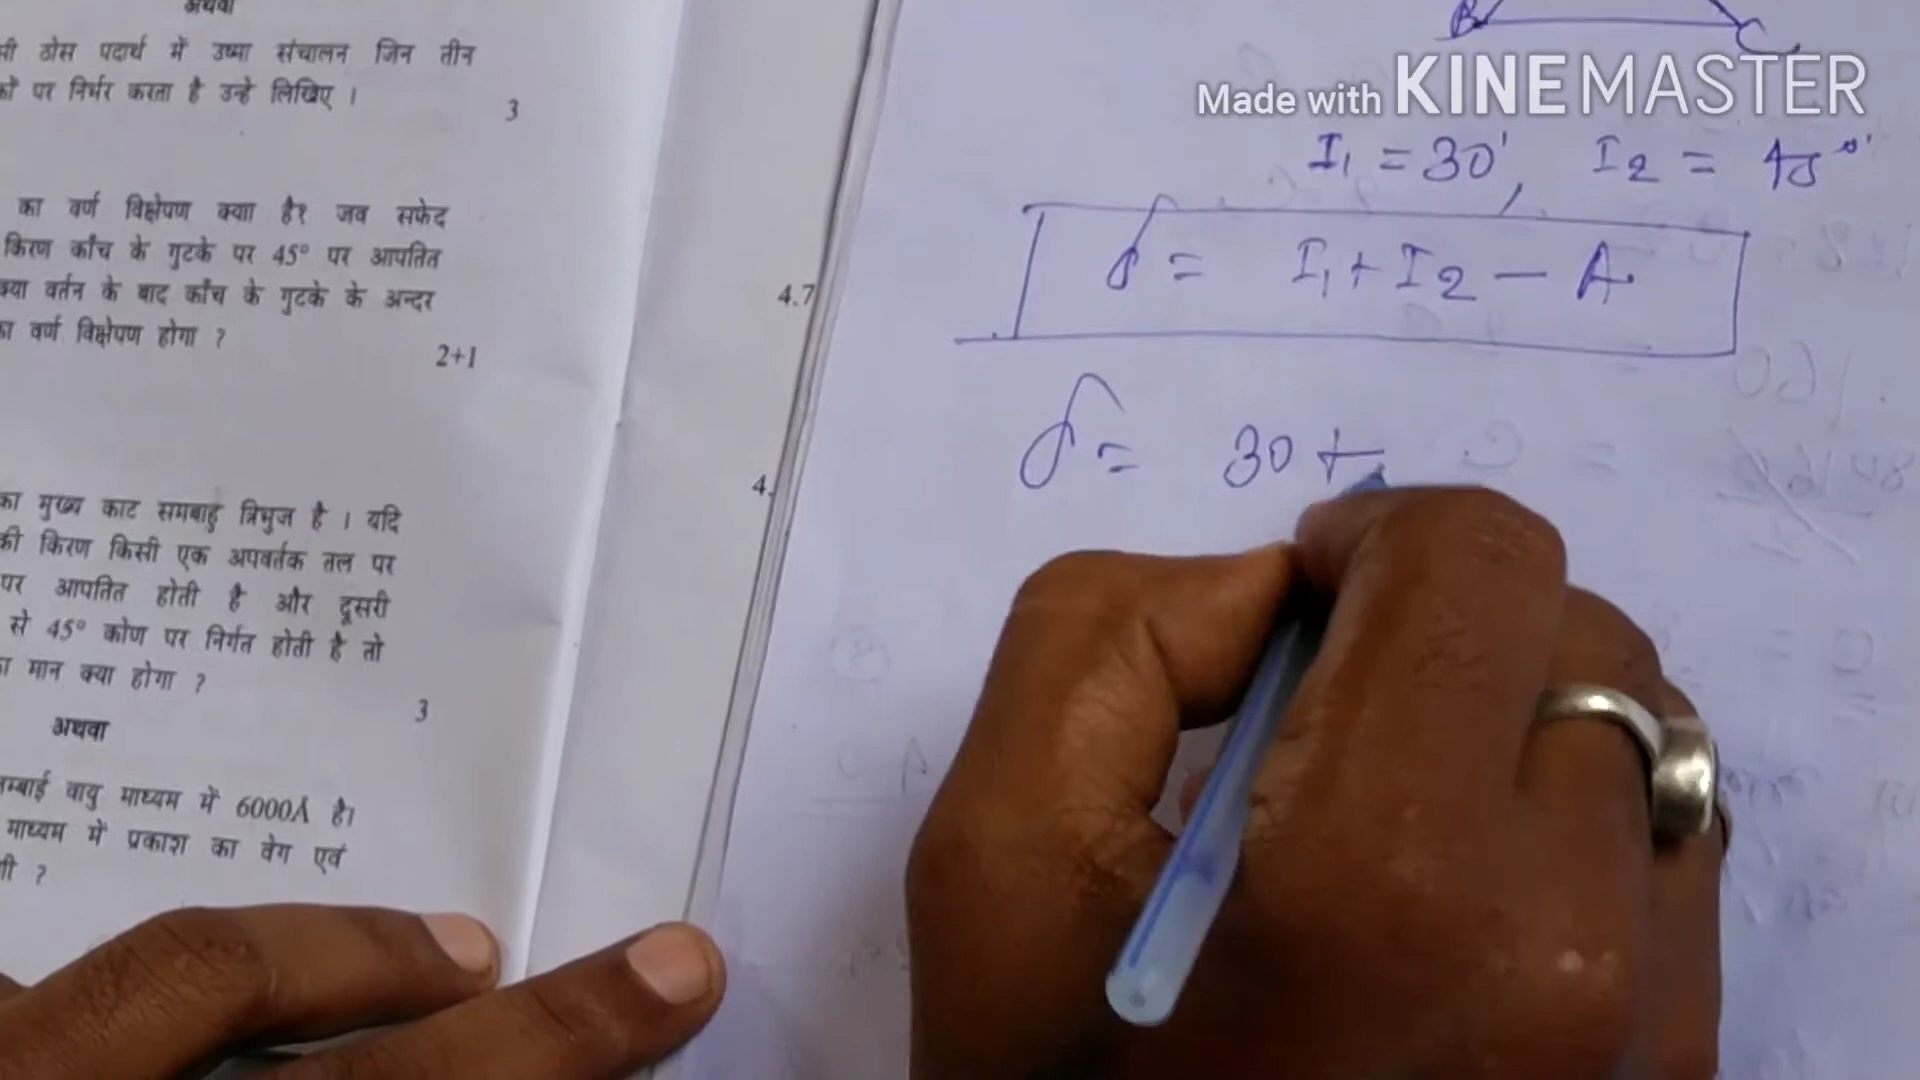 अथवा
ठोस पदार्थ में उष्मा संचालन जिन तीन
पर निर्भर करता है उन्हे लिखिए ।
3
का वर्ण विक्षेपण क्याा है? जव सफेद
किरण काँच के गुटके पर 45° पर आपतित
क्या वर्तन के बाद काँच के गुटके के अन्दर
वर्ण विक्षेपण होगा ?
2+1
का मुख्य काट समबाहु त्रिभुज है । यदि
की किरण किसी एक अपवर्तक तल पर
पर आपतित होती है और दूसरी
से 45° कोण पर निर्गत होती है तो
मान क्या होगा ?
3
अथवा
वायु माध्यम में 6000Å है।
माध्यम में प्रकाश का वेग एवं
?
4.7
4.
B C
Made with KINEMASTER
I₁ = 30°, I₂ = 45°
δ = I₁ + I₂ − A
δ = 30 +